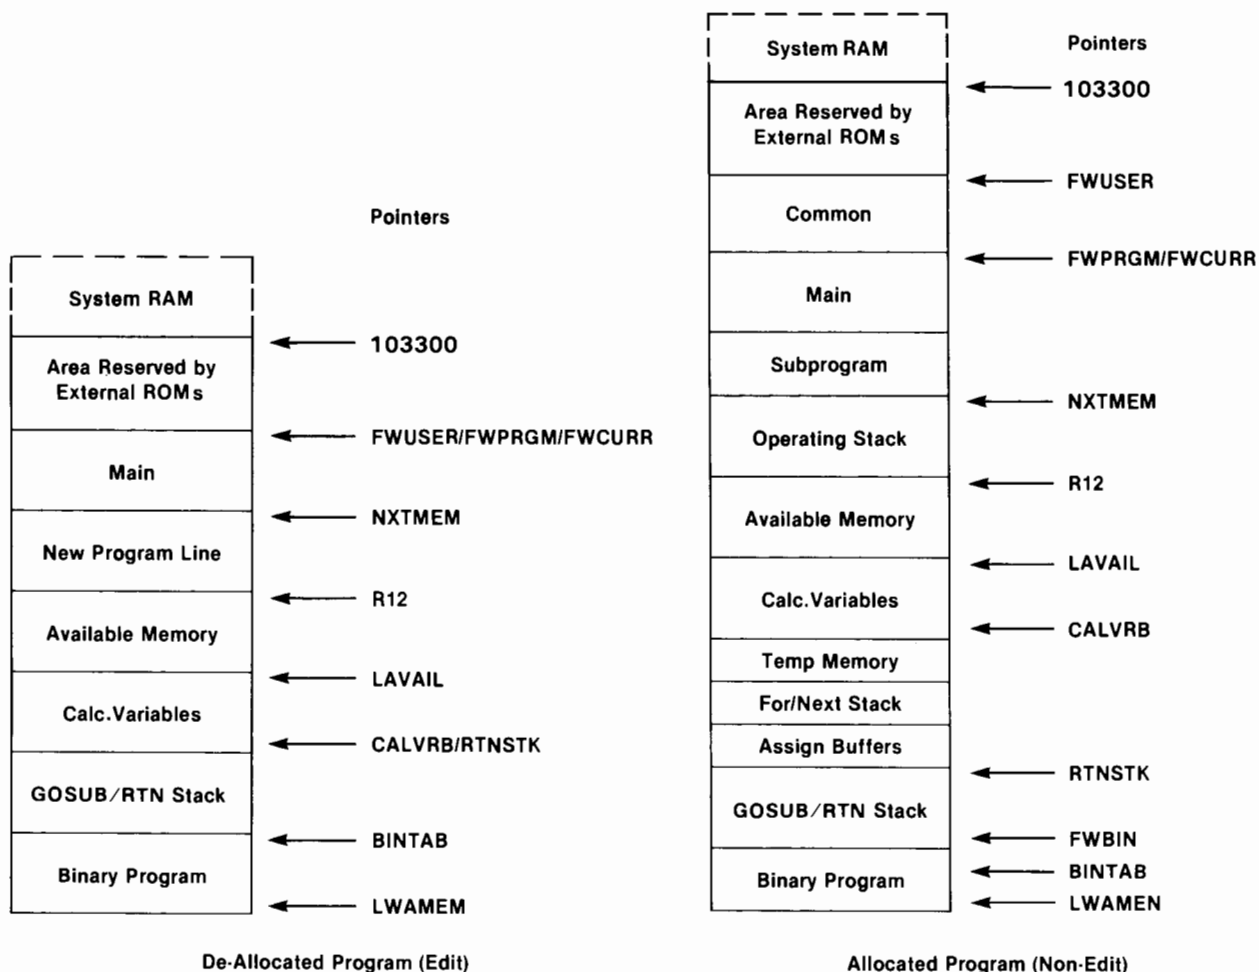 Pointers
System RAM
103300
Area Reserved by
External ROMs
FWUSER/FWPRGM/FWCURR
Main
NXTMEM
New Program Line
R12
Available Memory
LAVAIL
Calc.Variables
CALVRB/RTNSTK
GOSUB/RTN Stack
BINTAB
Binary Program
LWAMEM
De-Allocated Program (Edit)
System RAM
Pointers
103300
Area Reserved by
External ROMs
FWUSER
Common
FWPRGM/FWCURR
Main
Subprogram
NXTMEM
Operating Stack
R12
Available Memory
LAVAIL
Calc.Variables
CALVRB
Temp Memory
For/Next Stack
Assign Buffers
RTNSTK
GOSUB/RTN Stack
FWBIN
BINTAB
Binary Program
LWAMEN
Allocated Program (Non-Edit)